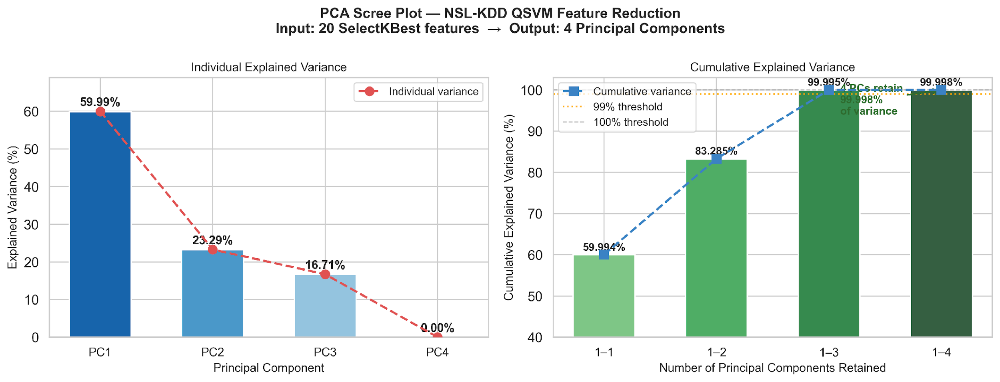 PCA Scree Plot — NSL-KDD QSVM Feature Reduction
Input: 20 SelectKBest features → Output: 4 Principal Components
Individual Explained Variance
Individual variance
59.99%
23.29%
16.71%
0.00%
60
50
40
30
20
10
0
Explained Variance (%)
PC1 PC2 PC3 PC4
Principal Component
Cumulative Explained Variance
Cumulative variance
99% threshold
100% threshold
59.994%
83.285%
99.995%
99.998%
4 PCs retain
99.998%
of variance
100
90
80
70
60
50
40
Cumulative Explained Variance (%)
1–1 1–2 1–3 1–4
Number of Principal Components Retained